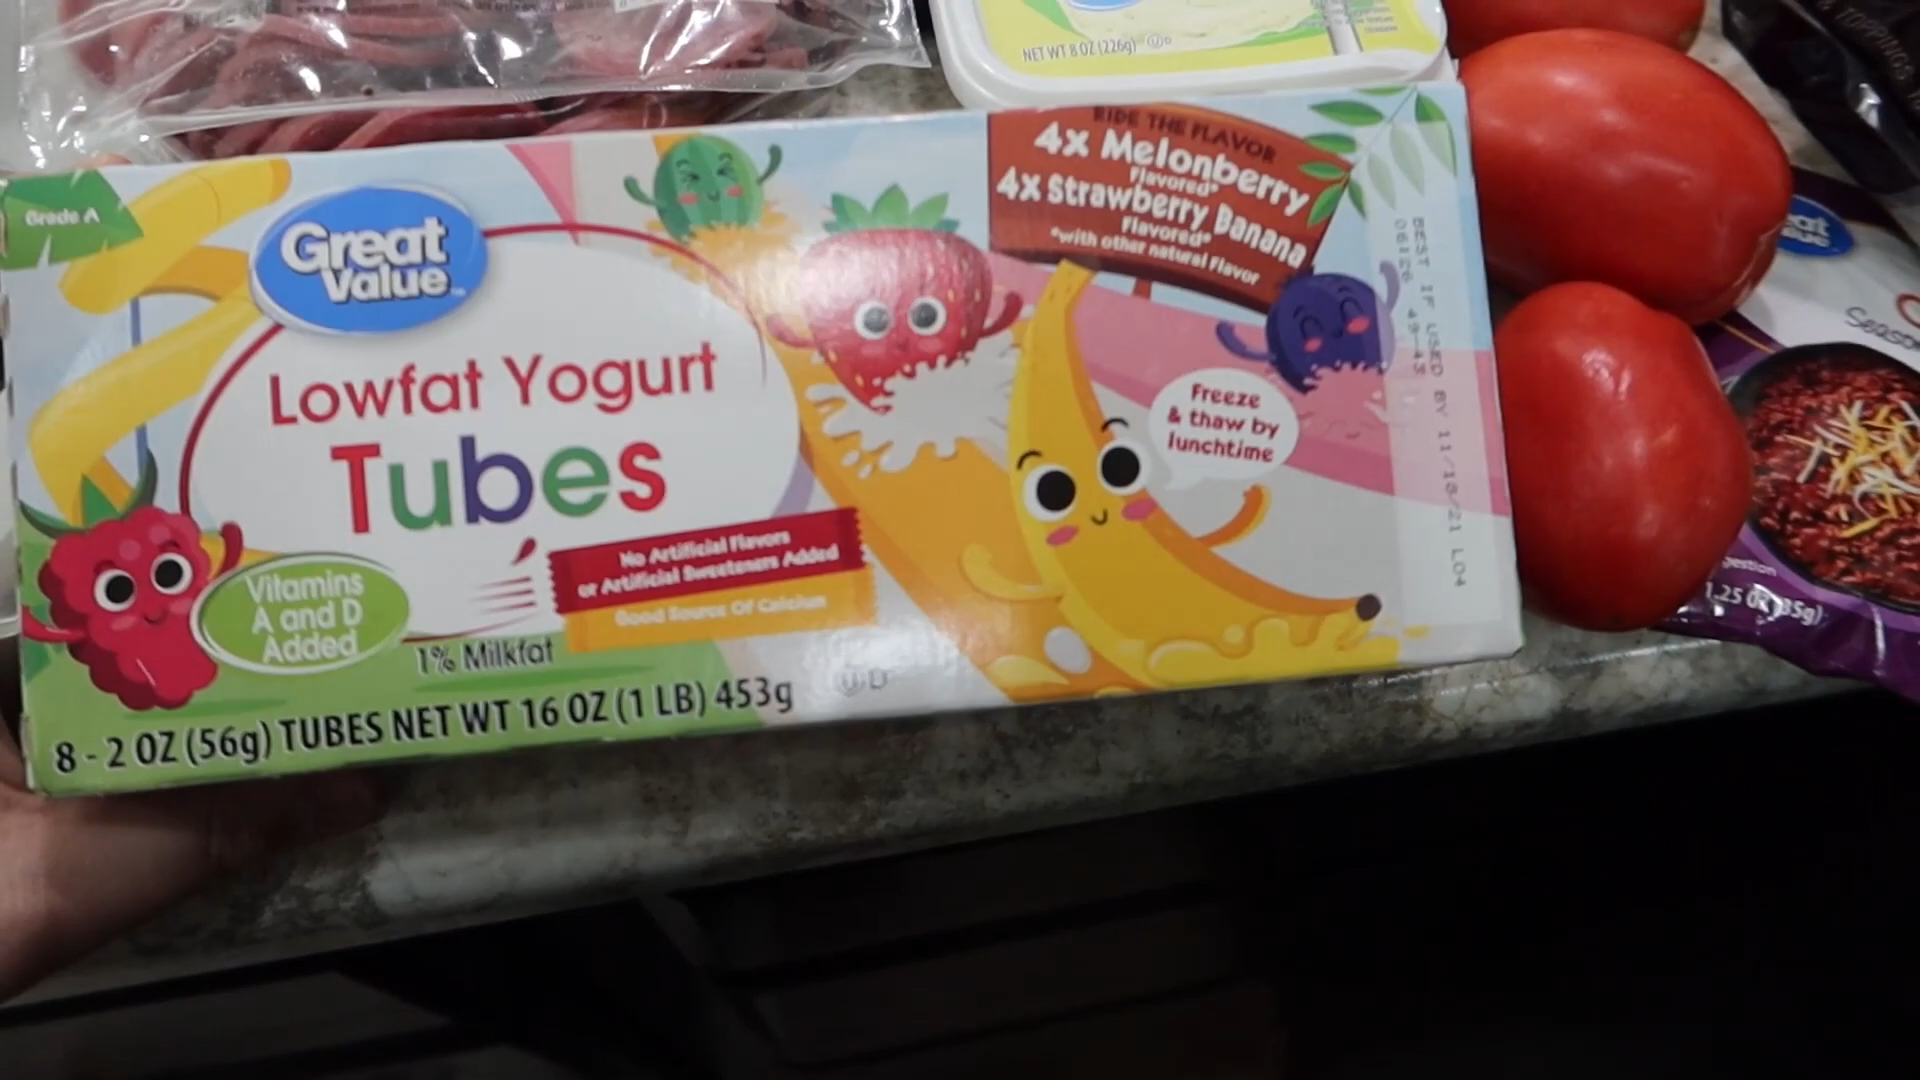 NET WT 8 OZ (226g)
Grade A
Great
Value
Lowfat Yogurt
Tubes
No Artificial Flavors
or Artificial Sweeteners Added
Good Source Of Calcium
Vitamins
A and D
Added
1% Milkfat
8 - 2 OZ (56g) TUBES NET WT 16 OZ (1 LB) 453g
RIDE THE FLAVOR
4x Melonberry
Flavored*
4x Strawberry Banana
Flavored*
*with other natural flavor
Freeze
& thaw by
lunchtime
BEST IF USED BY 11/18/21 L04
& TOPPINGS
1.25 OZ (35g)